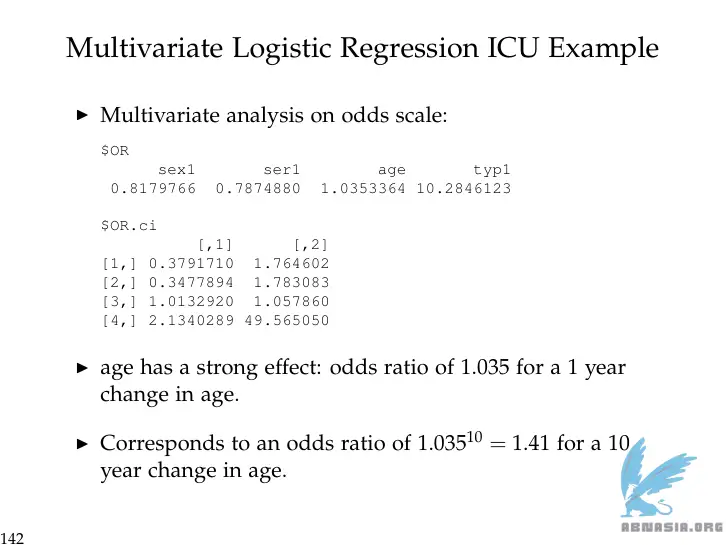 Multivariate Logistic Regression ICU Example
▶ Multivariate analysis on odds scale:
$OR
sex1 ser1 age typ1
0.8179766 0.7874880 1.0353364 10.2846123
$OR.ci
[,1] [,2]
[1,] 0.3791710 1.764602
[2,] 0.3477894 1.783083
[3,] 1.0132920 1.057860
[4,] 2.1340289 49.565050
▶ age has a strong effect: odds ratio of 1.035 for a 1 year
change in age.
▶ Corresponds to an odds ratio of 1.035¹⁰ = 1.41 for a 10
year change in age.
ABNASIA.ORG
142